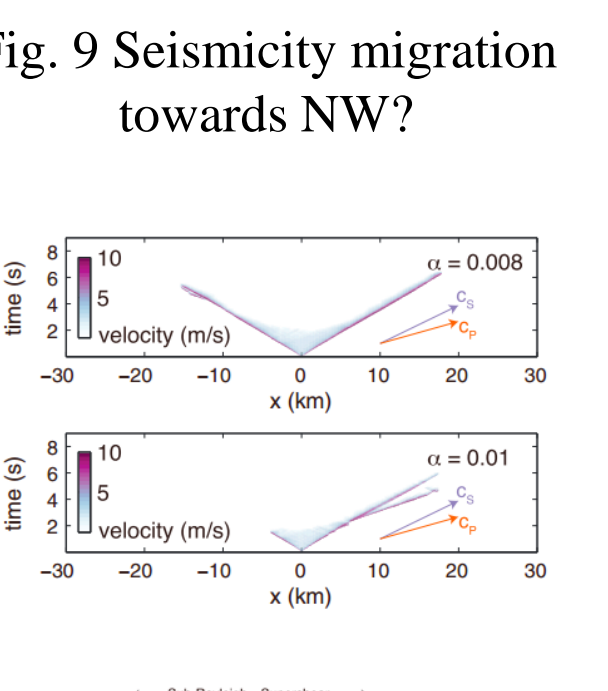 ig. 9 Seismicity migration
towards NW?
α = 0.008
10
5
velocity (m/s)
8
6
4
2
time (s)
cS
cP
−30 −20 −10 0 10 20 30
x (km)
α = 0.01
10
5
velocity (m/s)
8
6
4
2
time (s)
cS
cP
−30 −20 −10 0 10 20 30
x (km)